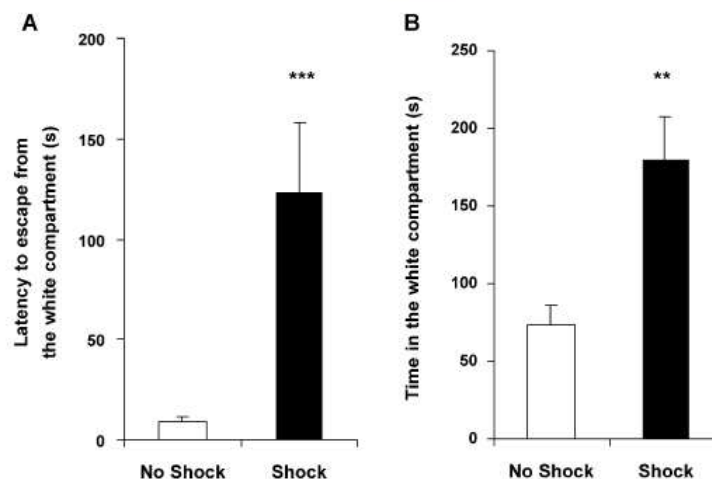 A
Latency to escape from
the white compartment (s)
200
150
100
50
0
***
No Shock
Shock
B
Time in the white compartment (s)
250
200
150
100
50
0
**
No Shock
Shock